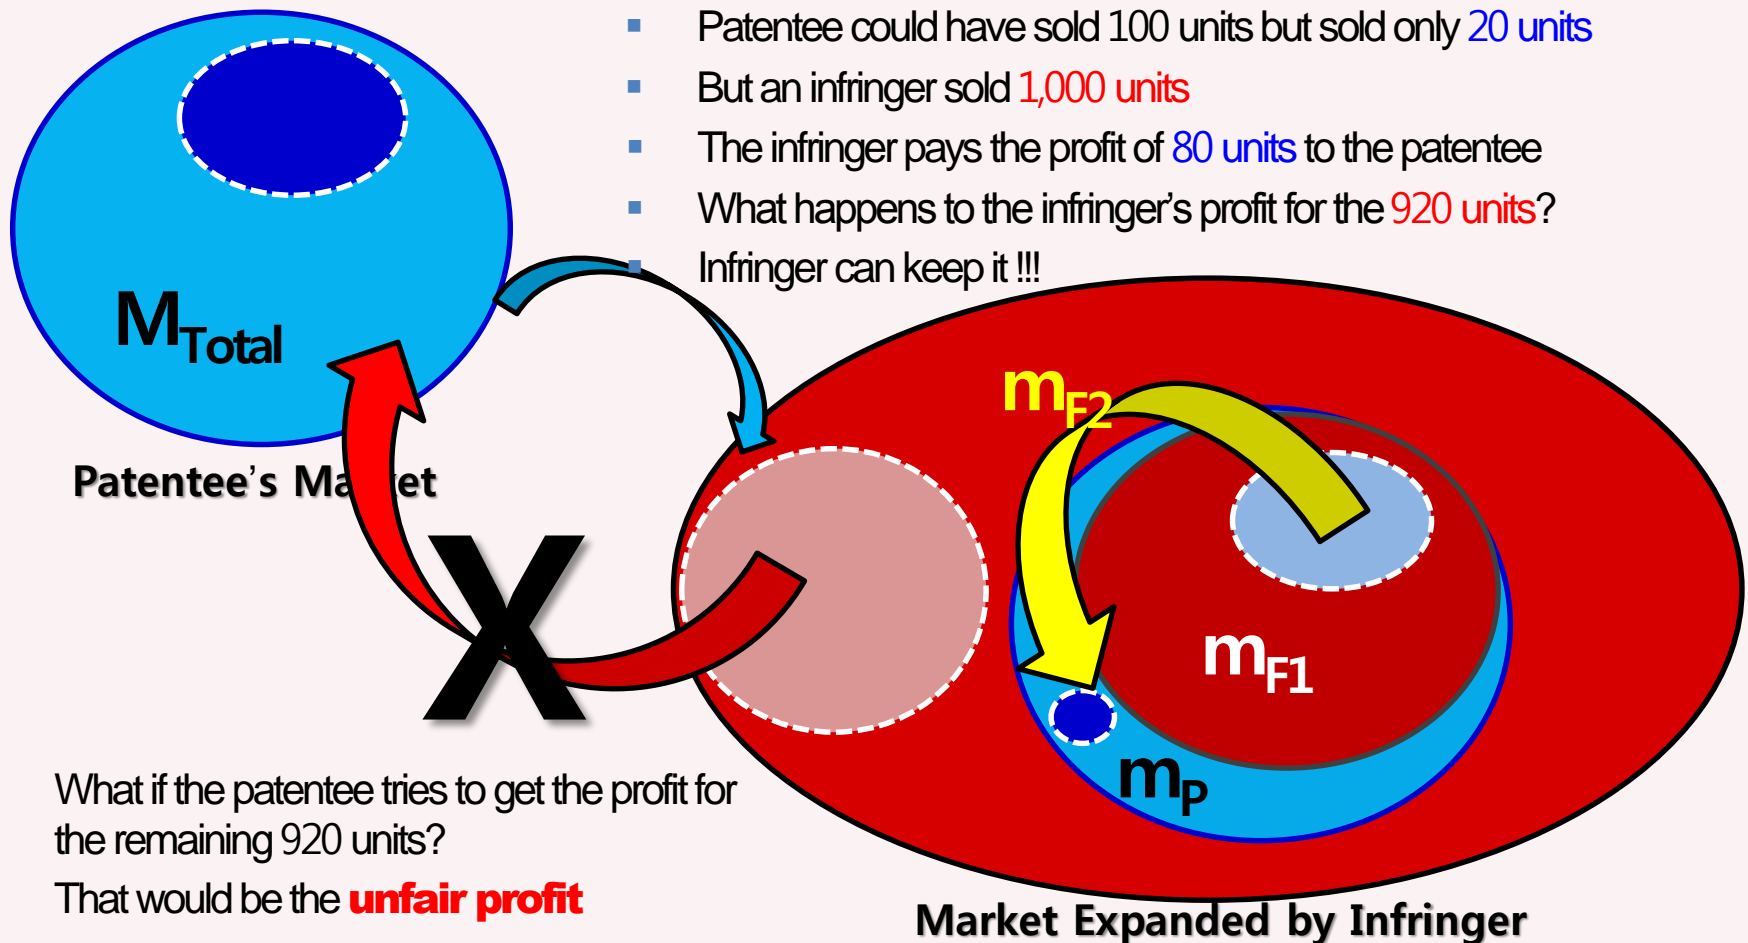 Patentee could have sold 100 units but sold only 20 units
But an infringer sold 1,000 units
The infringer pays the profit of 80 units to the patentee
What happens to the infringer’s profit for the 920 units?
Infringer can keep it !!!
MTotal
Patentee’s Market
X
mF2
mF1
mP
What if the patentee tries to get the profit for
the remaining 920 units?
That would be the unfair profit
Market Expanded by Infringer